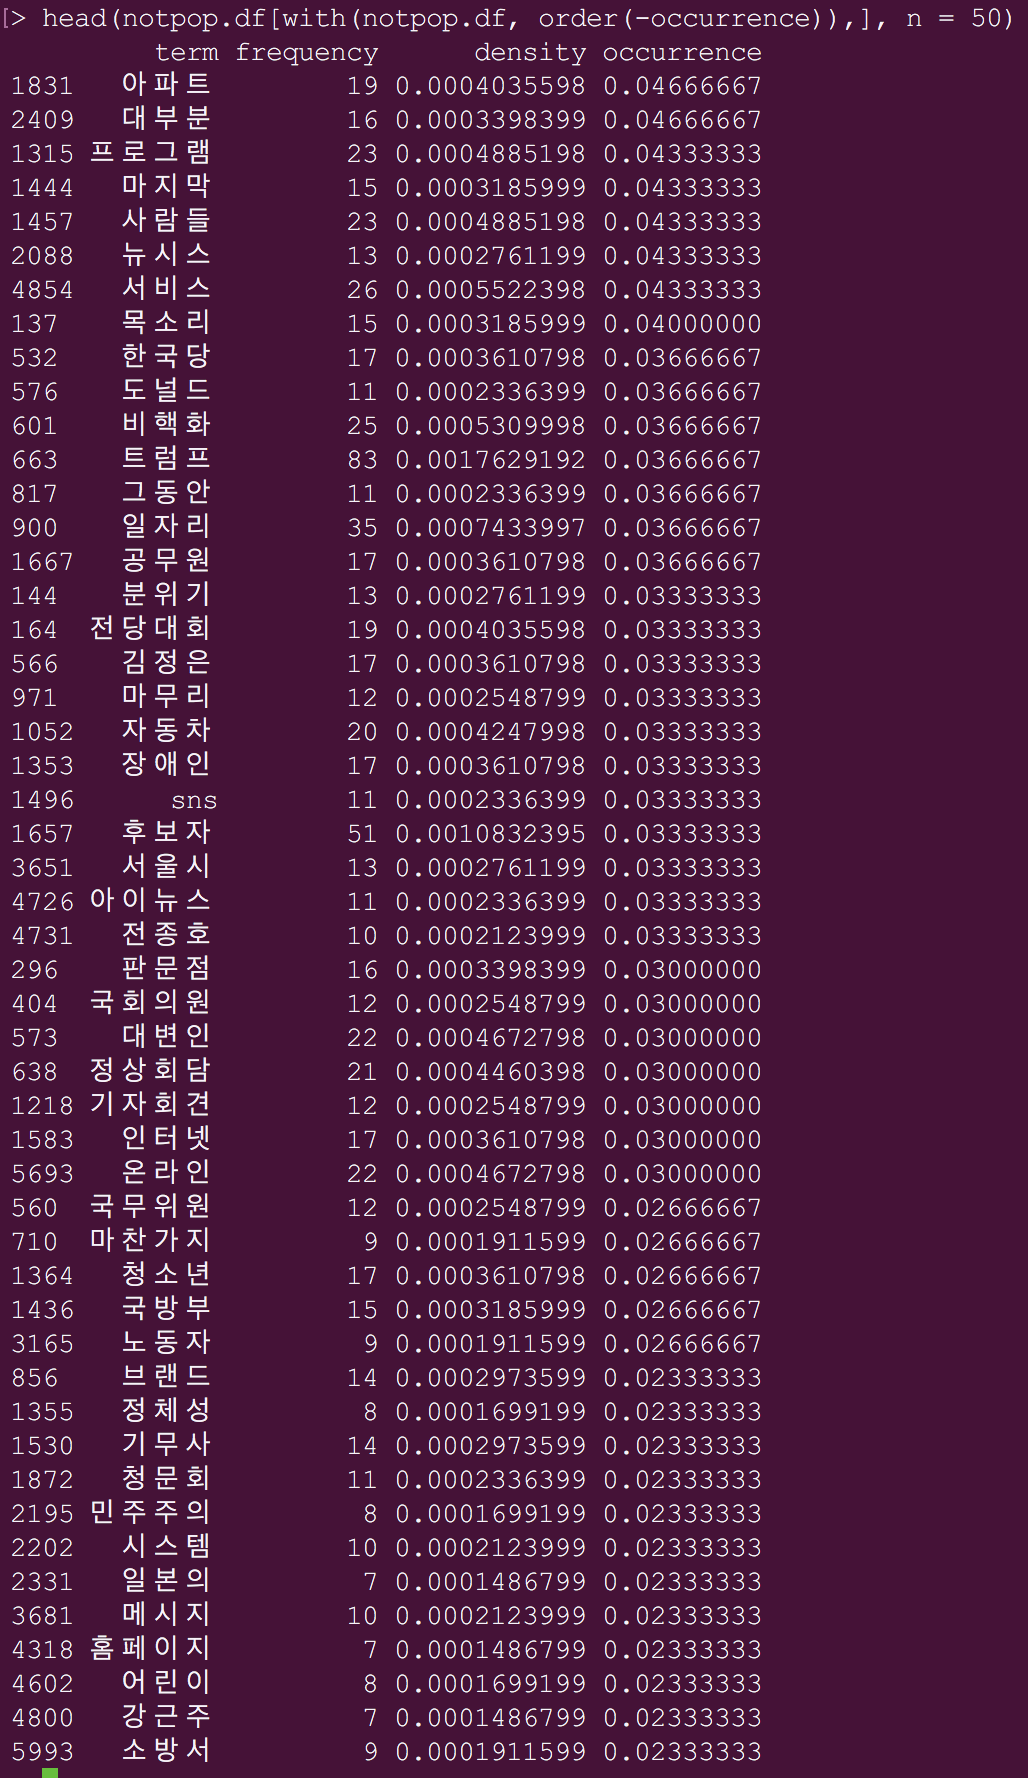 [> head(notpop.df[with(notpop.df, order(-occurrence)),], n = 50)
term frequency density occurrence
1831 아파트 19 0.0004035598 0.04666667
2409 대부분 16 0.0003398399 0.04666667
1315 프로그램 23 0.0004885198 0.04333333
1444 마지막 15 0.0003185999 0.04333333
1457 사람들 23 0.0004885198 0.04333333
2088 뉴시스 13 0.0002761199 0.04333333
4854 서비스 26 0.0005522398 0.04333333
137 목소리 15 0.0003185999 0.04000000
532 한국당 17 0.0003610798 0.03666667
576 도널드 11 0.0002336399 0.03666667
601 비핵화 25 0.0005309998 0.03666667
663 트럼프 83 0.0017629192 0.03666667
817 그동안 11 0.0002336399 0.03666667
900 일자리 35 0.0007433997 0.03666667
1667 공무원 17 0.0003610798 0.03666667
144 분위기 13 0.0002761199 0.03333333
164 전당대회 19 0.0004035598 0.03333333
566 김정은 17 0.0003610798 0.03333333
971 마무리 12 0.0002548799 0.03333333
1052 자동차 20 0.0004247998 0.03333333
1353 장애인 17 0.0003610798 0.03333333
1496 sns 11 0.0002336399 0.03333333
1657 후보자 51 0.0010832395 0.03333333
3651 서울시 13 0.0002761199 0.03333333
4726 아이뉴스 11 0.0002336399 0.03333333
4731 전종호 10 0.0002123999 0.03333333
296 판문점 16 0.0003398399 0.03000000
404 국회의원 12 0.0002548799 0.03000000
573 대변인 22 0.0004672798 0.03000000
638 정상회담 21 0.0004460398 0.03000000
1218 기자회견 12 0.0002548799 0.03000000
1583 인터넷 17 0.0003610798 0.03000000
5693 온라인 22 0.0004672798 0.03000000
560 국무위원 12 0.0002548799 0.02666667
710 마찬가지 9 0.0001911599 0.02666667
1364 청소년 17 0.0003610798 0.02666667
1436 국방부 15 0.0003185999 0.02666667
3165 노동자 9 0.0001911599 0.02666667
856 브랜드 14 0.0002973599 0.02333333
1355 정체성 8 0.0001699199 0.02333333
1530 기무사 14 0.0002973599 0.02333333
1872 청문회 11 0.0002336399 0.02333333
2195 민주주의 8 0.0001699199 0.02333333
2202 시스템 10 0.0002123999 0.02333333
2331 일본의 7 0.0001486799 0.02333333
3681 메시지 10 0.0002123999 0.02333333
4318 홈페이지 7 0.0001486799 0.02333333
4602 어린이 8 0.0001699199 0.02333333
4800 강근주 7 0.0001486799 0.02333333
5993 소방서 9 0.0001911599 0.02333333